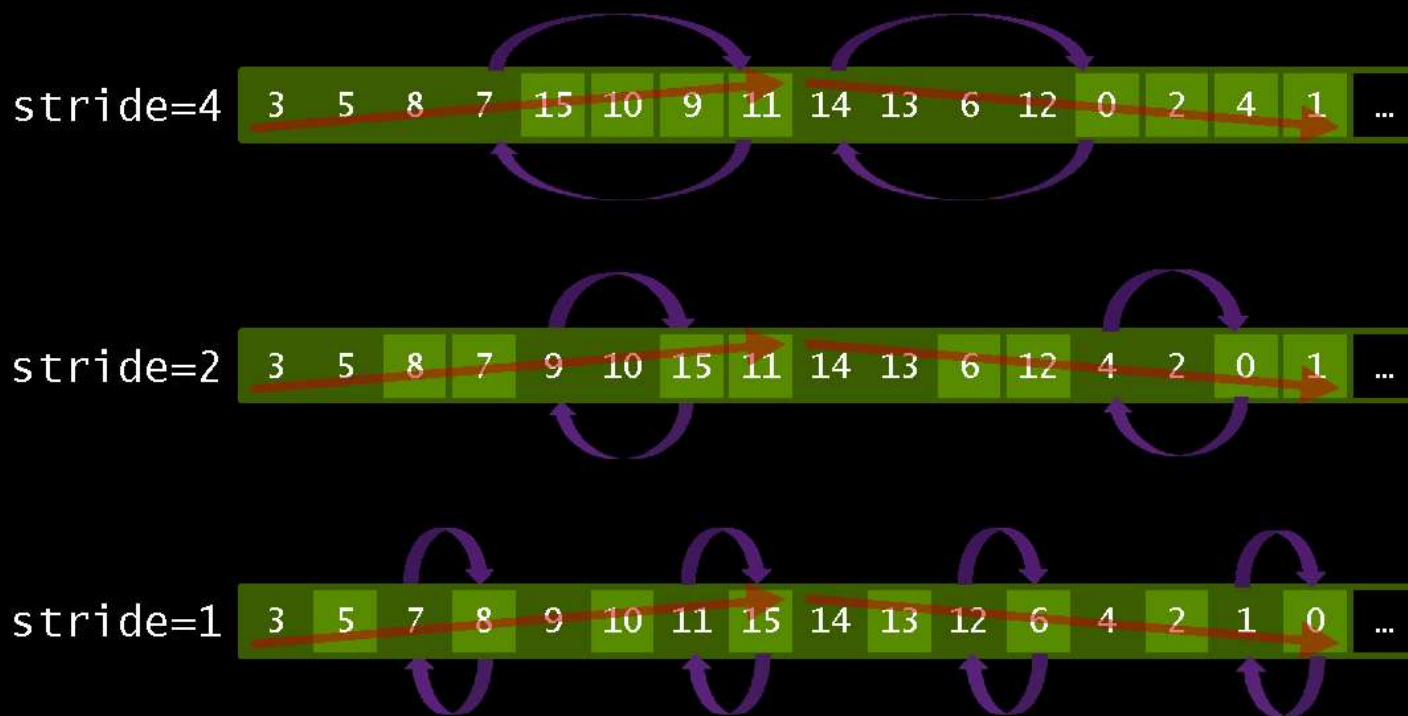 stride=4 3 5 8 7 15 10 9 11 14 13 6 12 0 2 4 1 ...
stride=2 3 5 8 7 9 10 15 11 14 13 6 12 4 2 0 1 ...
stride=1 3 5 7 8 9 10 11 15 14 13 12 6 4 2 1 0 ...